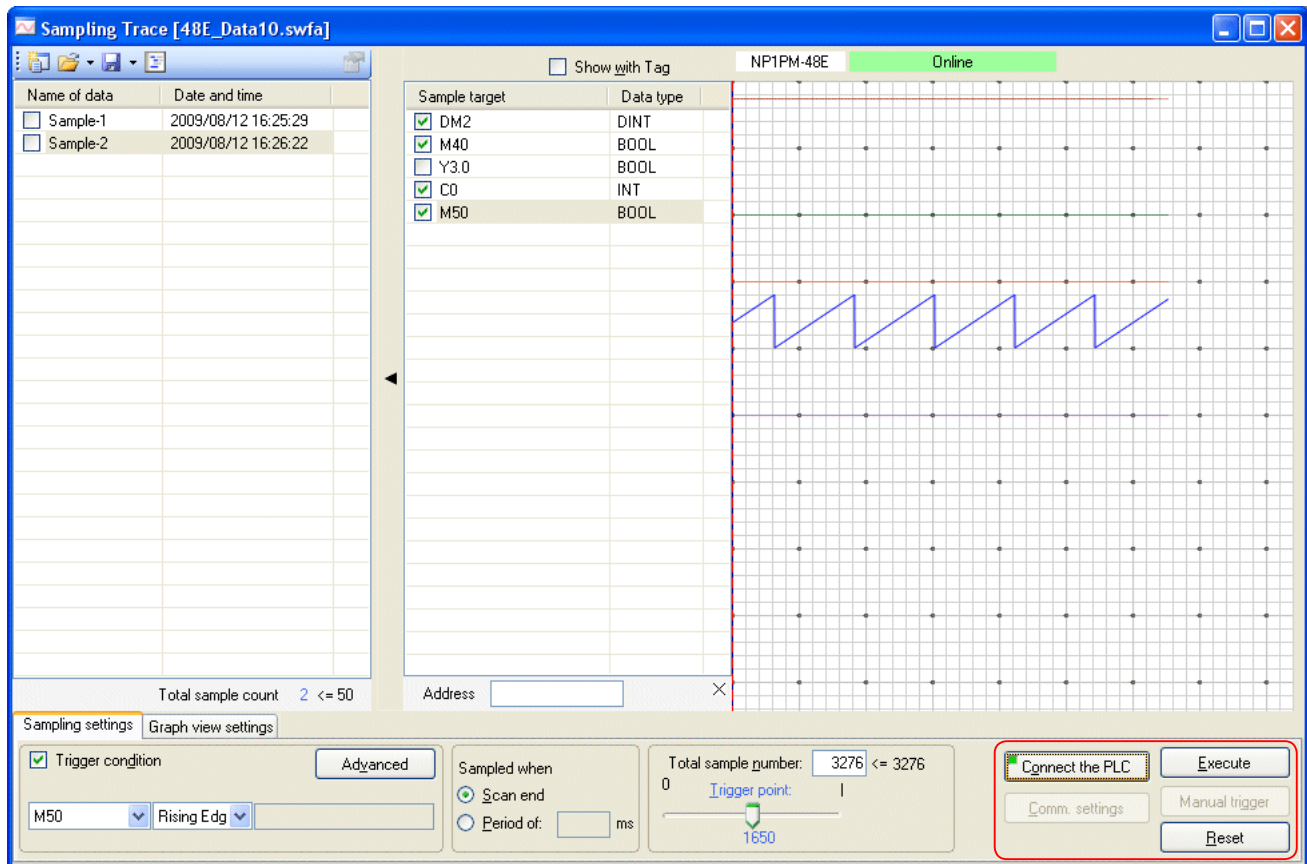 Sampling Trace [48E_Data10.swfa]
Show with Tag
NP1PM-48E Online
Name of data Date and time
Sample-1 2009/08/12 16:25:29
Sample-2 2009/08/12 16:26:22
Sample target Data type
DM2 DINT
M40 BOOL
Y3.0 BOOL
C0 INT
M50 BOOL
Total sample count 2 <= 50
Address
Sampling settings Graph view settings
Trigger condition Advanced
M50 Rising Edg
Sampled when
Scan end
Period of: ms
Total sample number: 3276 <= 3276
0 Trigger point:
1650
Connect the PLC Execute
Comm. settings Manual trigger
Reset